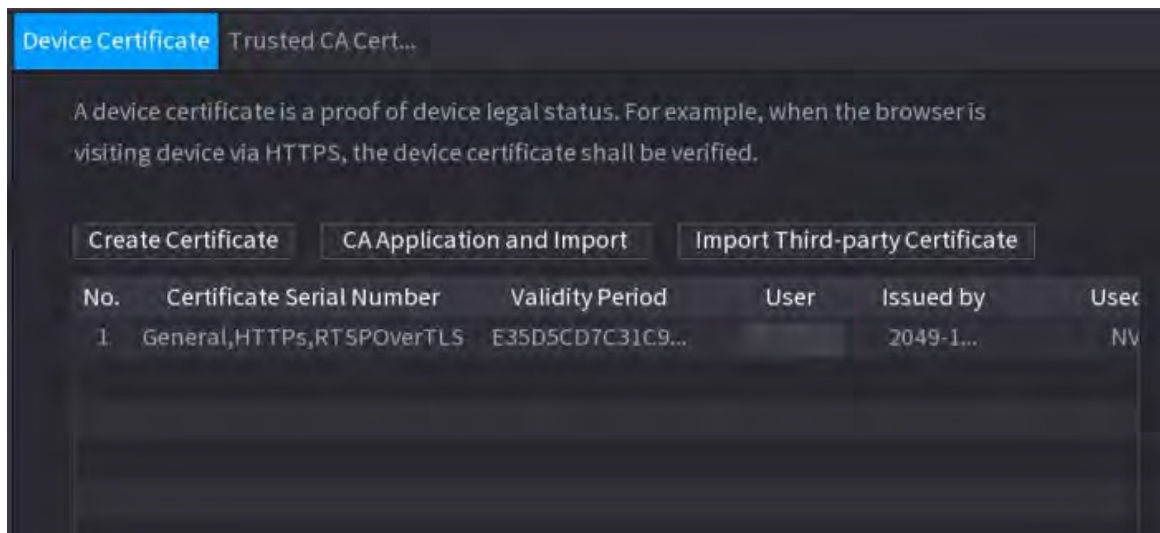 Device Certificate Trusted CA Cert...
A device certificate is a proof of device legal status. For example, when the browser is
visiting device via HTTPS, the device certificate shall be verified.
Create Certificate CA Application and Import Import Third-party Certificate
No. Certificate Serial Number Validity Period User Issued by Used
1 General,HTTPs,RTSPOverTLS E35D5CD7C31C9... 2049-1... NV